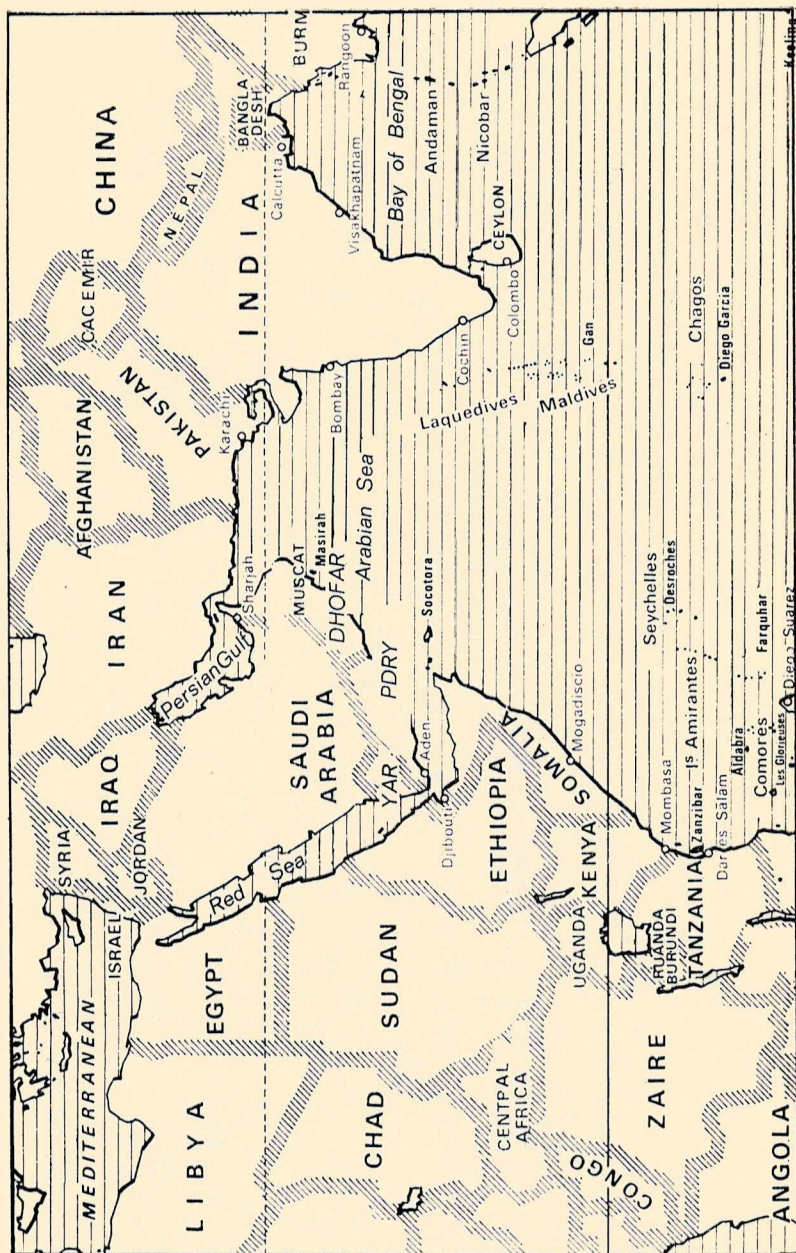 MEDITERRANEAN
SYRIA
ISRAEL
JORDAN
IRAQ
IRAN
AFGHANISTAN
CACEMIR
CHINA
NÉPAL
PAKISTAN
BANGLA
DESH
BURM
LIBYA
EGYPT
Red Sea
SAUDI
ARABIA
Persian Gulf
Sharjah
Karachi
INDIA
Calcutta
Rangoon
MUSCAT
Masirah
DHOFAR
Arabian Sea
Bombay
Visakhapatnam
Bay of Bengal
CHAD
SUDAN
YAR
PDRY
Aden
Djibouti
Socotora
Laquedives
Cochin
Colombo
CEYLON
Andaman
Nicobar
CENTPAL
AFRICA
ETHIOPIA
SOMALIA
Mogadiscio
Maldives
Gan
CONGO
ZAIRE
UGANDA
KENYA
RUANDA
BURUNDI
TANZANIA
Mombasa
Zanzibar
Dar es Salām
Is Amirantes
Seychelles
Desroches
Chagos
Diego Garcia
ANGOLA
Aldabra
Comores
Les Glorieuses
Farquhar
Diego Suarez